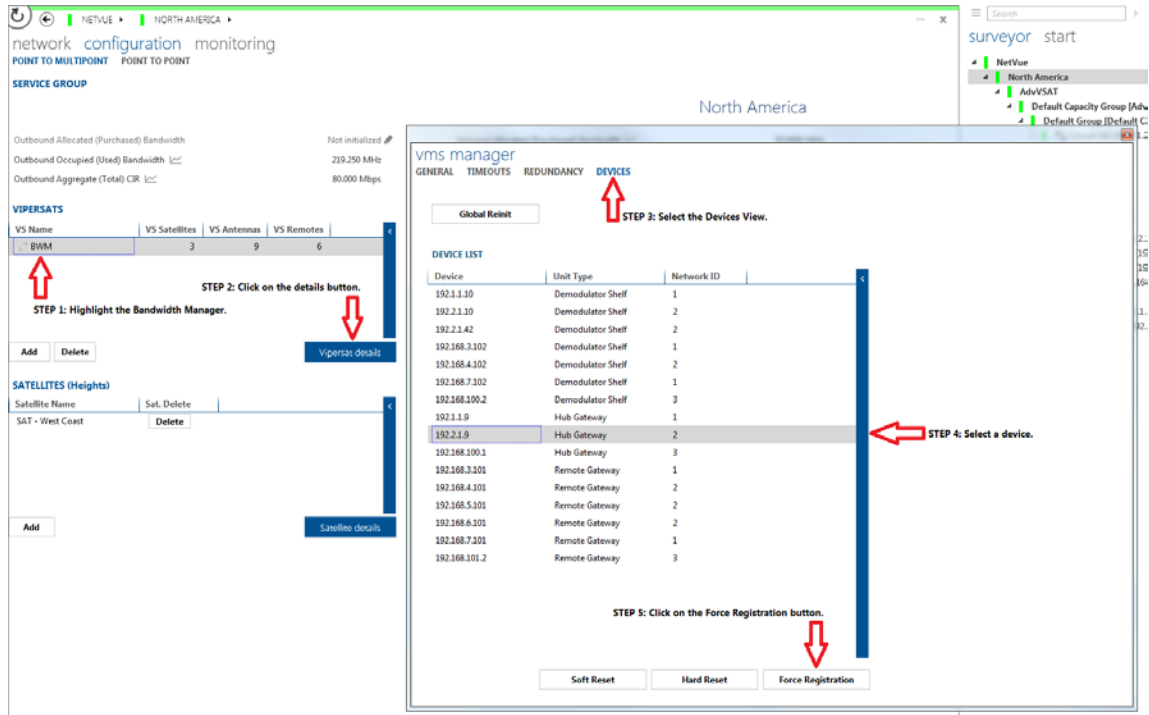 NETVUE ▸ NORTH AMERICA ▸ ... x
network configuration monitoring
POINT TO MULTIPOINT POINT TO POINT
SERVICE GROUP
North America
Outbound Allocated (Purchased) Bandwidth Not initialized
Outbound Occupied (Used) Bandwidth 219.250 MHz
Outbound Aggregate (Total) CIR 80.000 Mbps
VIPERSATS
VS Name VS Satellites VS Antennas VS Remotes
BWM 3 9 6
STEP 2: Click on the details button.
STEP 1: Highlight the Bandwidth Manager.
Add Delete Vipersat details
SATELLITES (Heights)
Satellite Name Sat. Delete
SAT - West Coast Delete
Add Satellite details
vms manager
GENERAL TIMEOUTS REDUNDANCY DEVICES
Global Reinit
STEP 3: Select the Devices View.
DEVICE LIST
Device Unit Type Network ID
192.1.1.10 Demodulator Shelf 1
192.2.1.10 Demodulator Shelf 2
192.2.1.42 Demodulator Shelf 2
192.168.3.102 Demodulator Shelf 1
192.168.4.102 Demodulator Shelf 2
192.168.7.102 Demodulator Shelf 1
192.168.100.2 Demodulator Shelf 3
192.1.1.9 Hub Gateway 1
192.2.1.9 Hub Gateway 2
STEP 4: Select a device.
192.168.100.1 Hub Gateway 3
192.168.3.101 Remote Gateway 1
192.168.4.101 Remote Gateway 2
192.168.5.101 Remote Gateway 2
192.168.6.101 Remote Gateway 2
192.168.7.101 Remote Gateway 1
192.168.101.2 Remote Gateway 3
STEP 5: Click on the Force Registration button.
Soft Reset Hard Reset Force Registration
Search
surveyor start
NetVue
North America
AdvVSAT
Default Capacity Group [Adv
Default Group [Default C